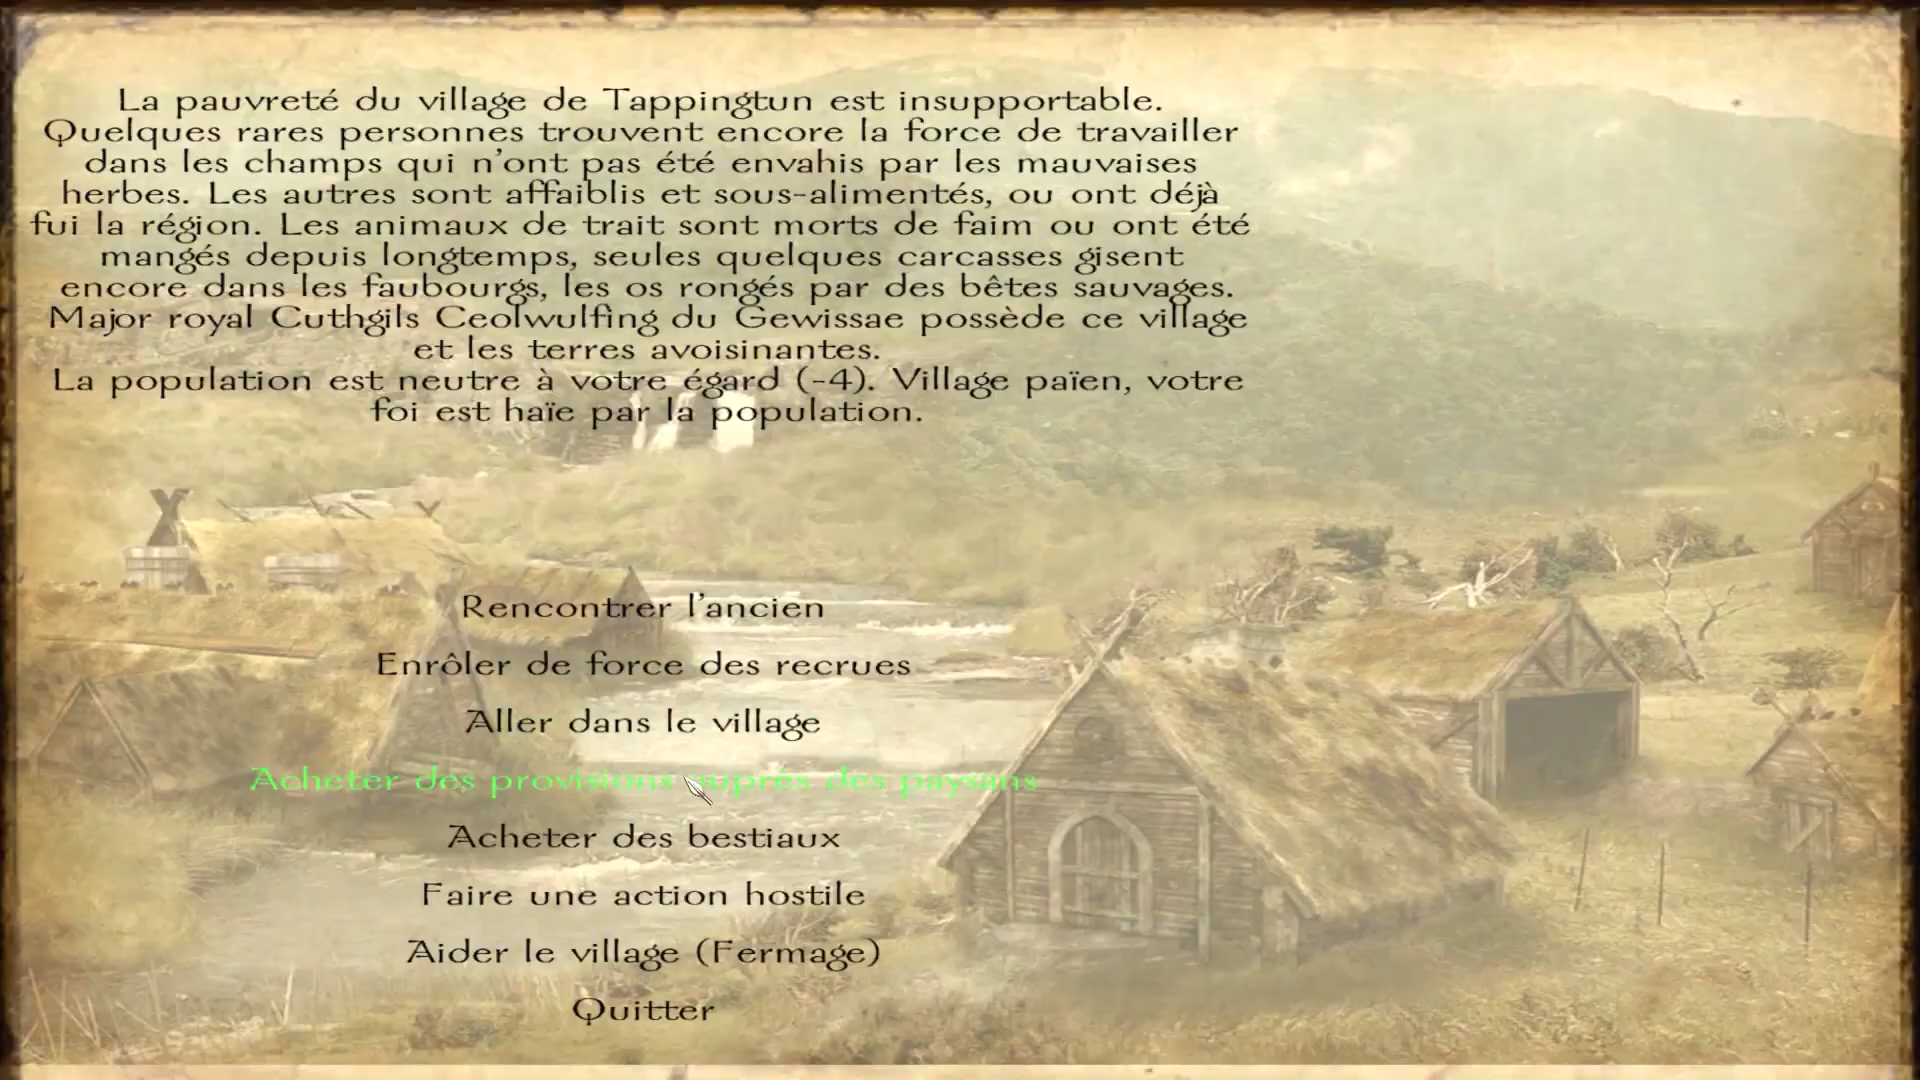 La pauvreté du village de Tappingtun est insupportable.
Quelques rares personnes trouvent encore la force de travailler
dans les champs qui n'ont pas été envahis par les mauvaises
herbes. Les autres sont affaiblis et sous-alimentés, ou ont déjà
fui la région. Les animaux de trait sont morts de faim ou ont été
mangés depuis longtemps, seules quelques carcasses gisent
encore dans les faubourgs, les os rongés par des bêtes sauvages.
Major royal Cuthgils Ceolwulfing du Gewissae possède ce village
et les terres avoisinantes.
La population est neutre à votre égard (-4). Village païen, votre
foi est haïe par la population.
Rencontrer l'ancien
Enrôler de force des recrues
Aller dans le village
Acheter des provisions auprès des paysans
Acheter des bestiaux
Faire une action hostile
Aider le village (Fermage)
Quitter